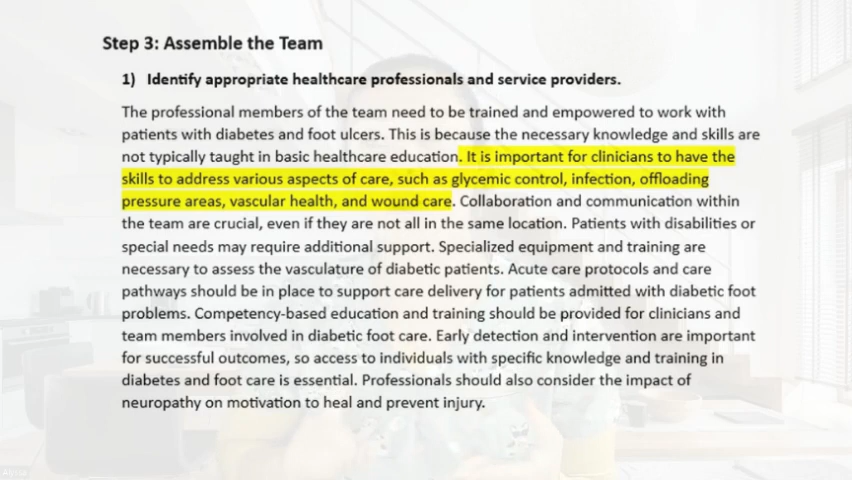 Step 3: Assemble the Team
1) Identify appropriate healthcare professionals and service providers.
The professional members of the team need to be trained and empowered to work with
patients with diabetes and foot ulcers. This is because the necessary knowledge and skills are
not typically taught in basic healthcare education. It is important for clinicians to have the
skills to address various aspects of care, such as glycemic control, infection, offloading
pressure areas, vascular health, and wound care. Collaboration and communication within
the team are crucial, even if they are not all in the same location. Patients with disabilities or
special needs may require additional support. Specialized equipment and training are
necessary to assess the vasculature of diabetic patients. Acute care protocols and care
pathways should be in place to support care delivery for patients admitted with diabetic foot
problems. Competency-based education and training should be provided for clinicians and
team members involved in diabetic foot care. Early detection and intervention are important
for successful outcomes, so access to individuals with specific knowledge and training in
diabetes and foot care is essential. Professionals should also consider the impact of
neuropathy on motivation to heal and prevent injury.